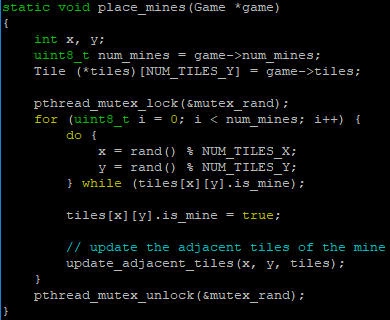 static void place_mines(Game *game)
{
    int x, y;
    uint8_t num_mines = game->num_mines;
    Tile (*tiles)[NUM_TILES_Y] = game->tiles;

    pthread_mutex_lock(&mutex_rand);
    for (uint8_t i = 0; i < num_mines; i++) {
        do {
            x = rand() % NUM_TILES_X;
            y = rand() % NUM_TILES_Y;
        } while (tiles[x][y].is_mine);

        tiles[x][y].is_mine = true;

        // update the adjacent tiles of the mine
        update_adjacent_tiles(x, y, tiles);
    }
    pthread_mutex_unlock(&mutex_rand);
}